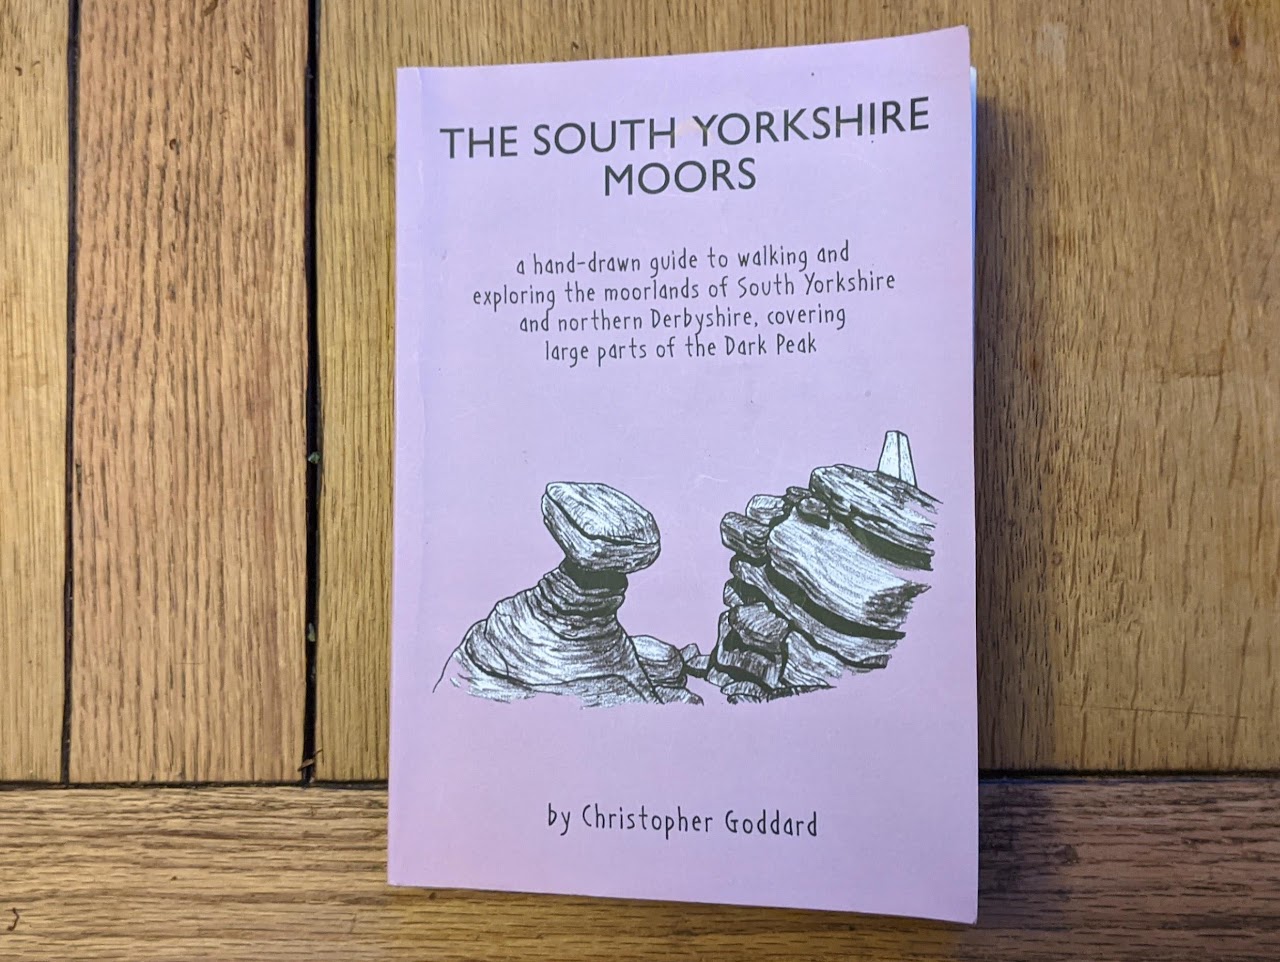 THE SOUTH YORKSHIRE
MOORS
a hand-drawn guide to walking and
exploring the moorlands of South Yorkshire
and northern Derbyshire, covering
large parts of the Dark Peak
by Christopher Goddard